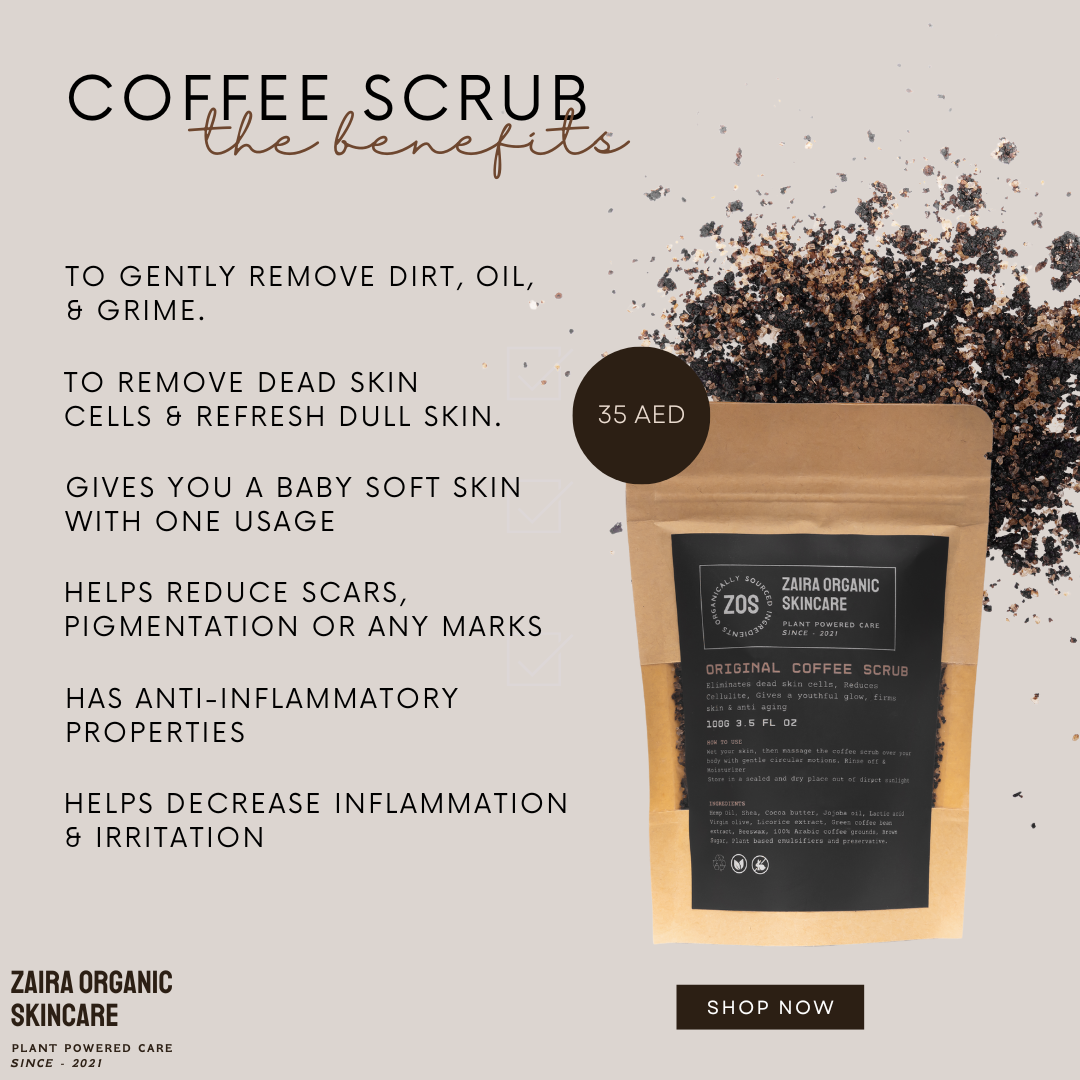 COFFEE SCRUB
the benefits
TO GENTLY REMOVE DIRT, OIL,
& GRIME.
TO REMOVE DEAD SKIN
CELLS & REFRESH DULL SKIN.
GIVES YOU A BABY SOFT SKIN
WITH ONE USAGE
HELPS REDUCE SCARS,
PIGMENTATION OR ANY MARKS
HAS ANTI-INFLAMMATORY
PROPERTIES
HELPS DECREASE INFLAMMATION
& IRRITATION
35 AED
ORGANICALLY SOURCED INGREDIENTS
ZOS
ZAIRA ORGANIC
SKINCARE
PLANT POWERED CARE
SINCE - 2021
ORIGINAL COFFEE SCRUB
Eliminates dead skin cells, Reduces
Cellulite, Gives a youthful glow, firms
skin & anti aging
100G 3.5 FL OZ
HOW TO USE
Wet your skin, then massage the coffee scrub over your
body with gentle circular motions. Rinse off &
Moisturizer
Store in a sealed and dry place out of direct sunlight
INGREDIENTS
Hemp Oil, Shea, Cocoa butter, Jojoba oil, Lactic acid
Virgin olive, Licorice extract, Green coffee bean
extract, Beeswax, 100% Arabic coffee grounds, Brown
Sugar, Plant based emulsifiers and preservative.
ZAIRA ORGANIC
SKINCARE
PLANT POWERED CARE
SINCE - 2021
SHOP NOW